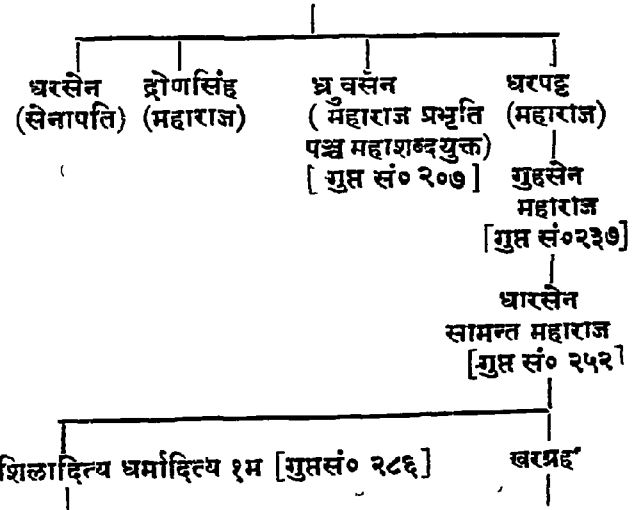 धरसेन द्रोणसिंह ध्रुवसेन धरपट्ट
(सेनापति) (महाराज) ( महाराज प्रभृति (महाराज)
पञ्च महाशब्दयुक्त)
[ गुप्त सं० २०७ ] गुहसेन
महाराज
[गुप्त सं०२३७]
धारसेन
सामन्त महाराज
[गुप्त सं० २५२]
शिलादित्य धर्मादित्य १म [गुप्तसं० २८६] खरग्रह